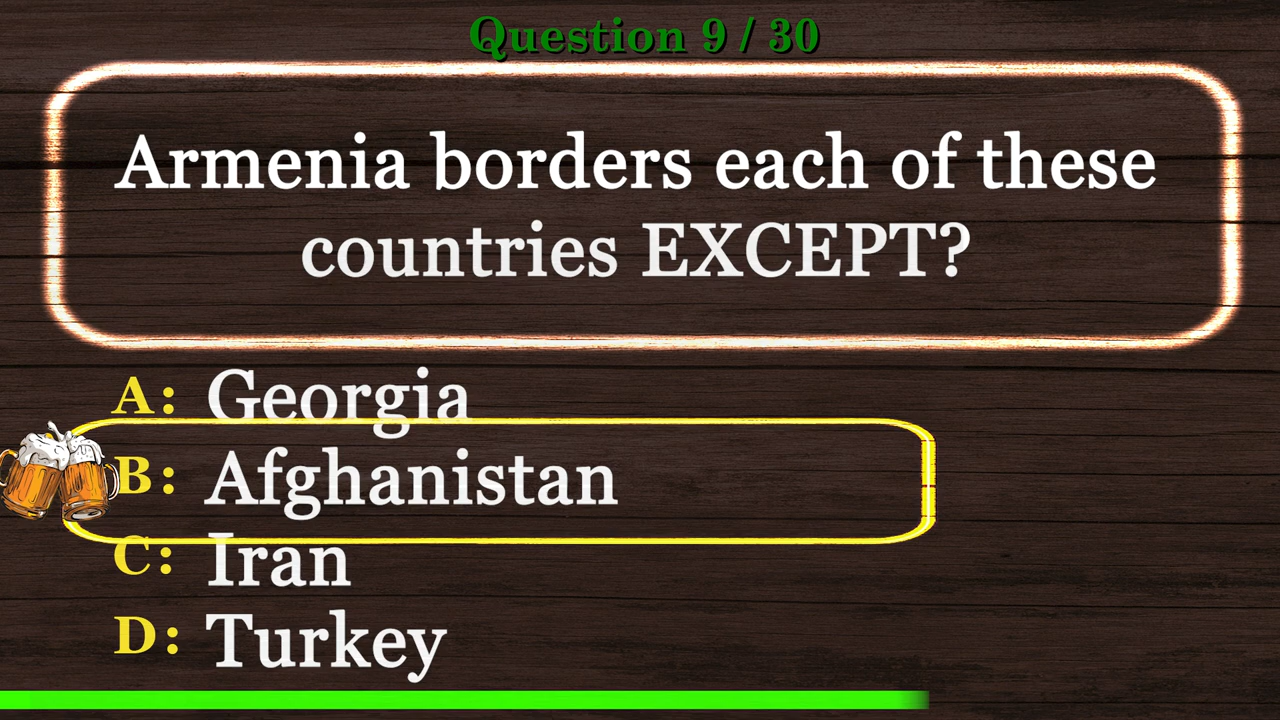 Question 9 / 30
Armenia borders each of these
countries EXCEPT?
A: Georgia
B: Afghanistan
C: Iran
D: Turkey